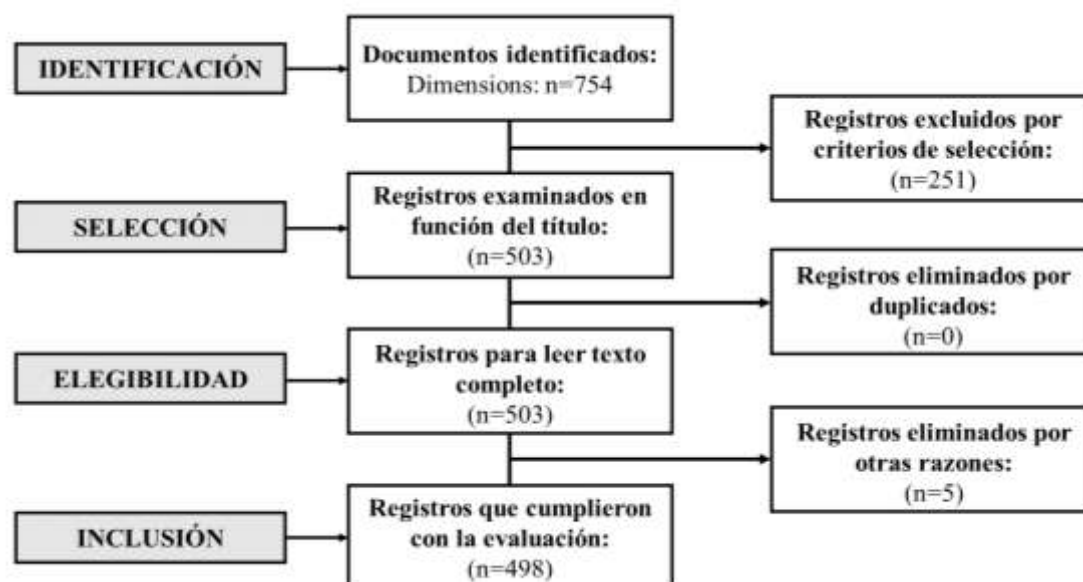 IDENTIFICACIÓN
Documentos identificados:
Dimensions: n=754
Registros excluidos por
criterios de selección:
(n=251)
SELECCIÓN
Registros examinados en
función del título:
(n=503)
Registros eliminados por
duplicados:
(n=0)
ELEGIBILIDAD
Registros para leer texto
completo:
(n=503)
Registros eliminados por
otras razones:
(n=5)
INCLUSIÓN
Registros que cumplieron
con la evaluación:
(n=498)